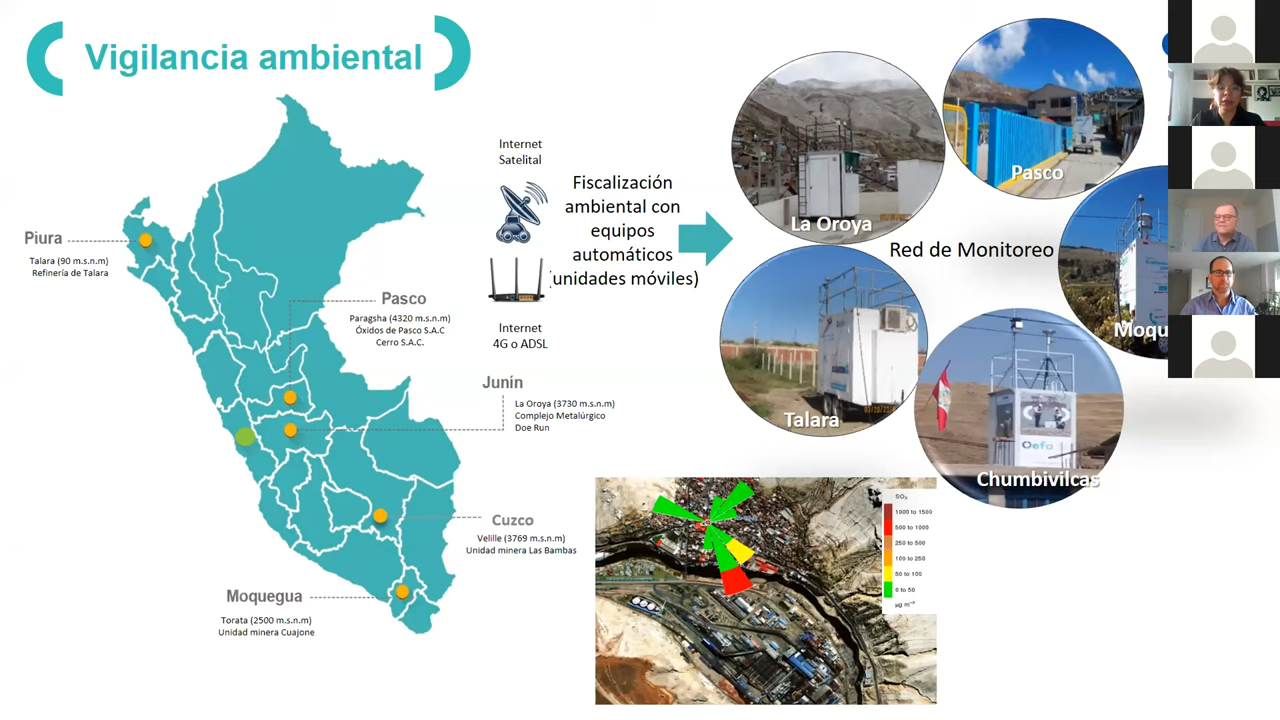 Vigilancia ambiental
Piura
Talara (90 m.s.n.m)
Refinería de Talara
Pasco
Paragsha (4320 m.s.n.m)
Óxidos de Pasco S.A.C
Cerro S.A.C.
Junín
La Oroya (3730 m.s.n.m)
Complejo Metalúrgico
Doe Run
Cuzco
Velille (3769 m.s.n.m)
Unidad minera Las Bambas
Moquegua
Torata (2500 m.s.n.m)
Unidad minera Cuajone
Internet
Satelital
Internet
4G o ADSL
Fiscalización
ambiental con
equipos
automáticos
(unidades móviles)
La Oroya
Pasco
Red de Monitoreo
Moqu
Talara
Oefa
Chumbivilcas
SO₂
1000 to 1500
500 to 1000
250 to 500
100 to 250
50 to 100
0 to 50
µg m⁻³